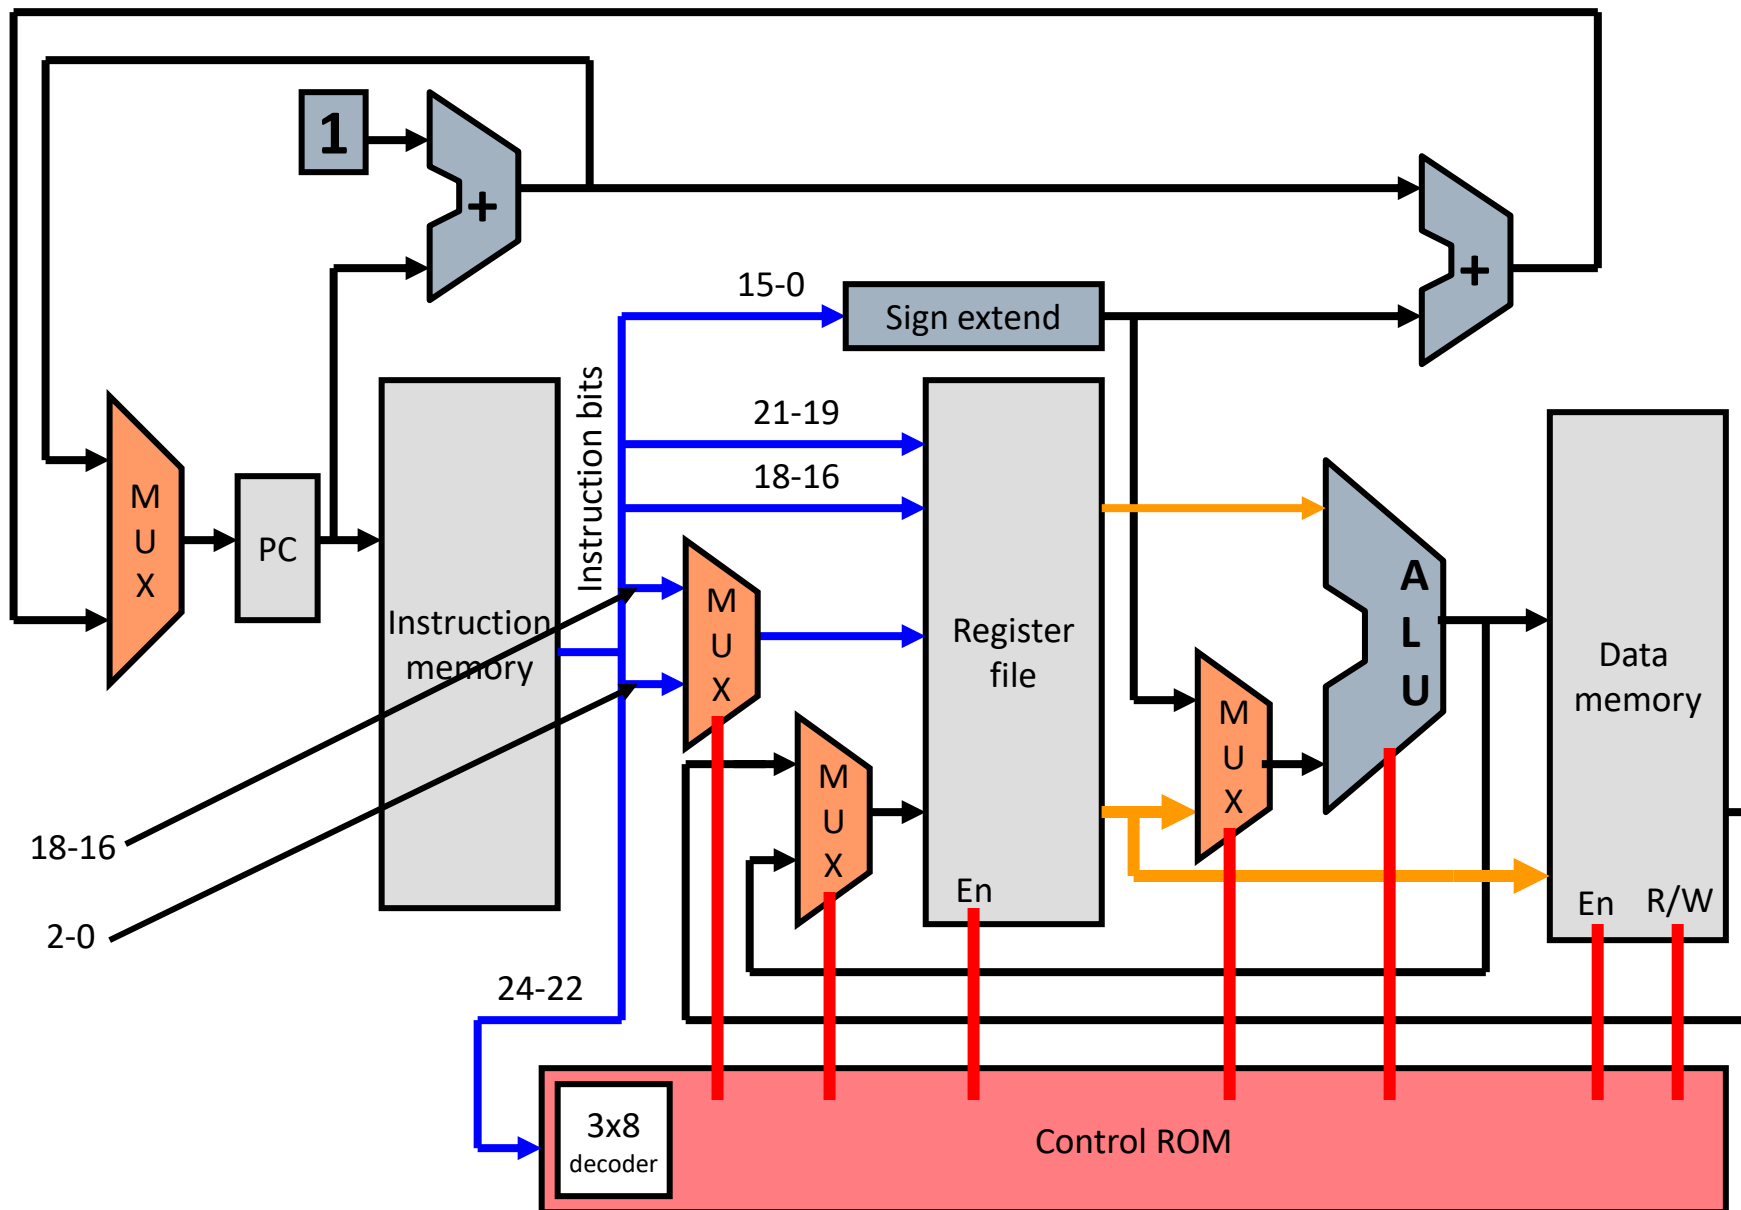 1
+
+
15-0
Sign extend
Instruction bits
21-19
18-16
M
U
X
PC
Instruction
memory
M
U
X
Register
file
En
A
L
U
Data
memory
En
R/W
M
U
X
M
U
X
18-16
2-0
24-22
3x8
decoder
Control ROM